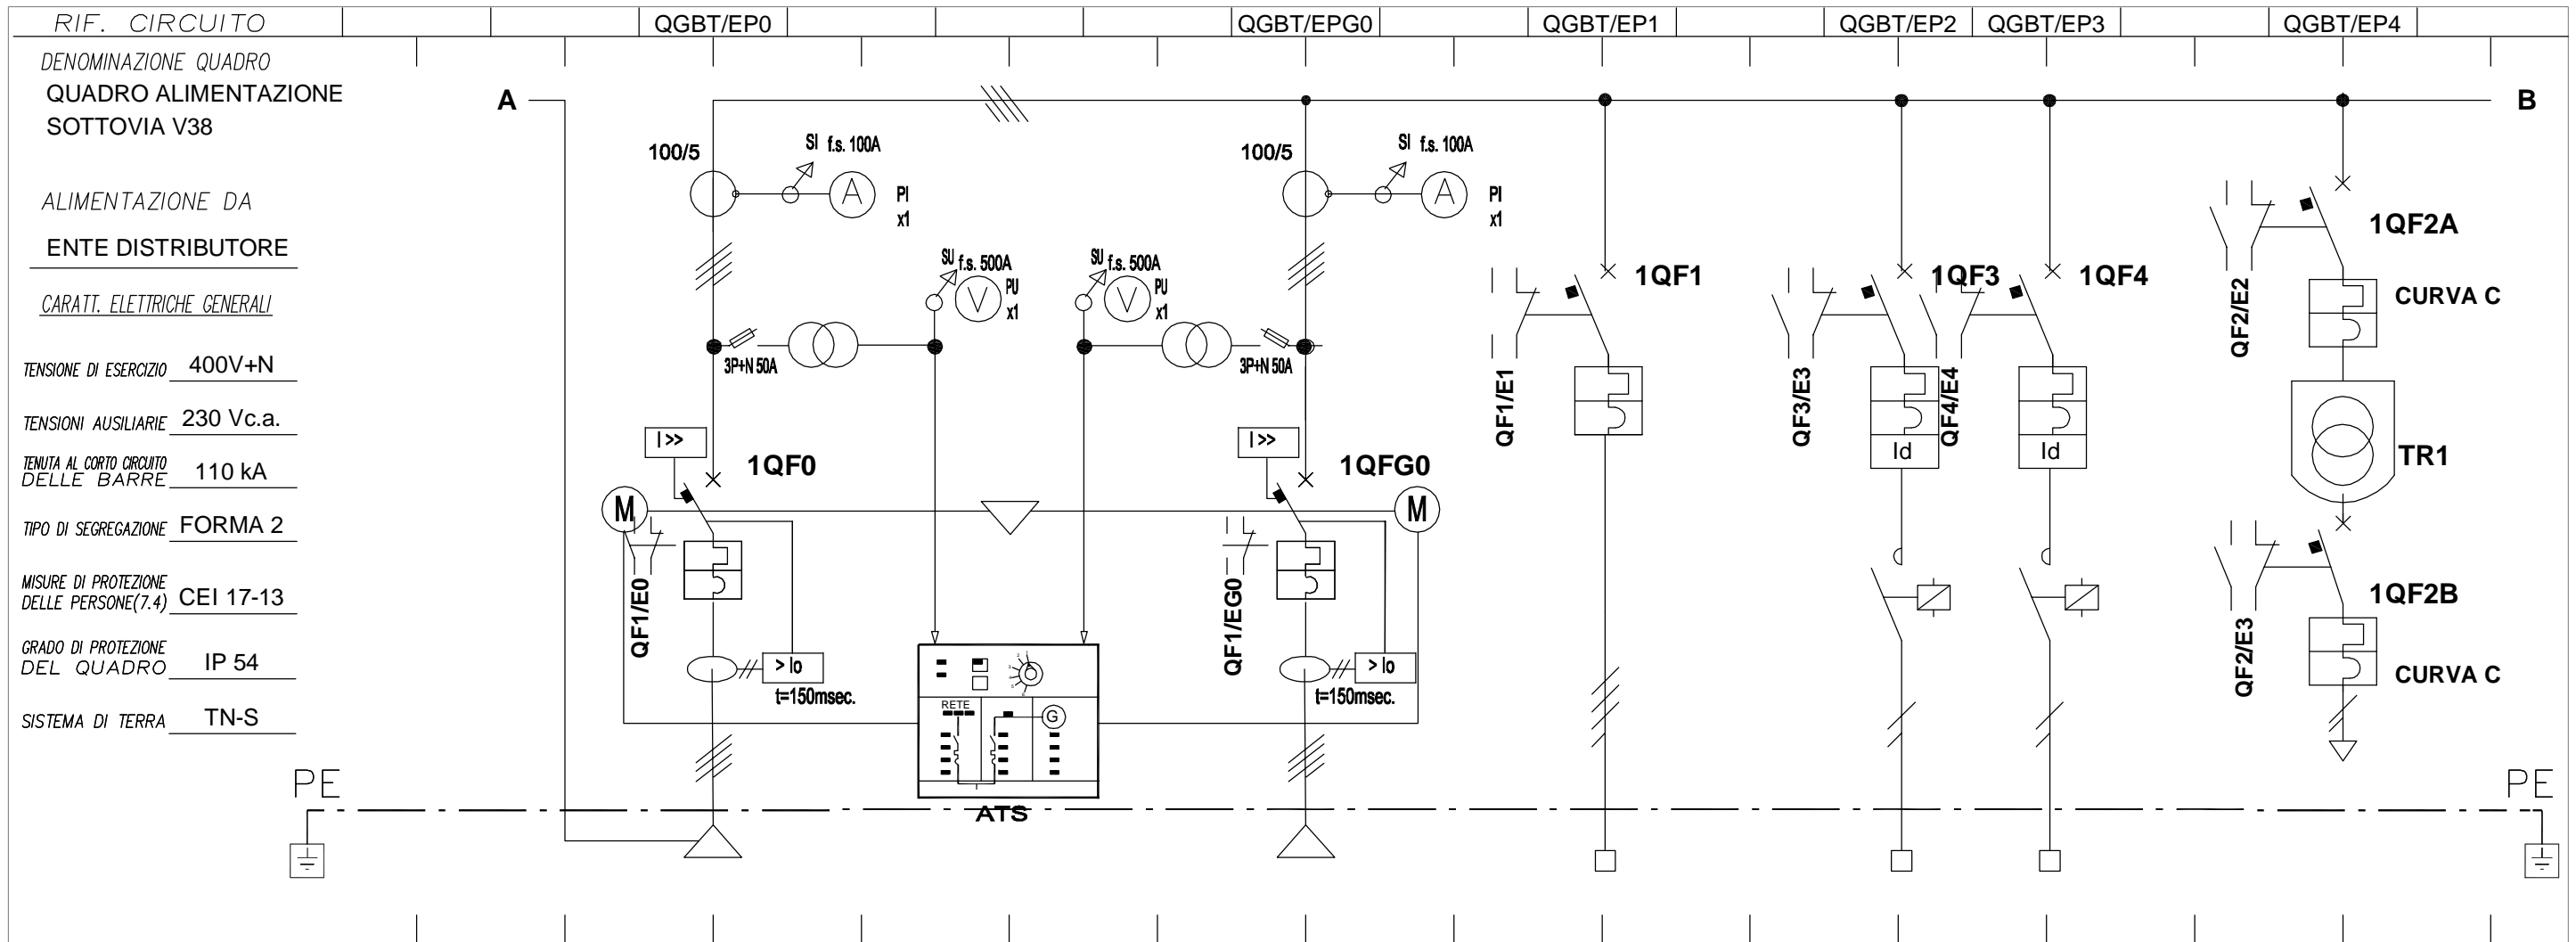 RIF. CIRCUITO
QGBT/EP0
QGBT/EPG0
QGBT/EP1
QGBT/EP2
QGBT/EP3
QGBT/EP4
DENOMINAZIONE QUADRO
QUADRO ALIMENTAZIONE
SOTTOVIA V38
ALIMENTAZIONE DA
ENTE DISTRIBUTORE
CARATT. ELETTRICHE GENERALI
TENSIONE DI ESERCIZIO 400V+N
TENSIONI AUSILIARIE 230 Vc.a.
TENUTA AL CORTO CIRCUITO
DELLE BARRE 110 kA
TIPO DI SEGREGAZIONE FORMA 2
MISURE DI PROTEZIONE
DELLE PERSONE(7.4) CEI 17-13
GRADO DI PROTEZIONE
DEL QUADRO IP 54
SISTEMA DI TERRA TN-S
PE
A
100/5
SI f.s. 100A
A
PI
x1
SU f.s. 500A
V
PU
x1
3P+N 50A
I >>
1QF0
M
QF1/E0
> Io
t=150msec.
SU f.s. 500A
V
PU
x1
3P+N 50A
100/5
SI f.s. 100A
A
PI
x1
I >>
1QFG0
M
QF1/EG0
> Io
t=150msec.
RETE
G
ATS
1QF1
QF1/E1
1QF3
QF3/E3
Id
1QF4
QF4/E4
Id
B
1QF2A
QF2/E2
CURVA C
TR1
1QF2B
QF2/E3
CURVA C
PE